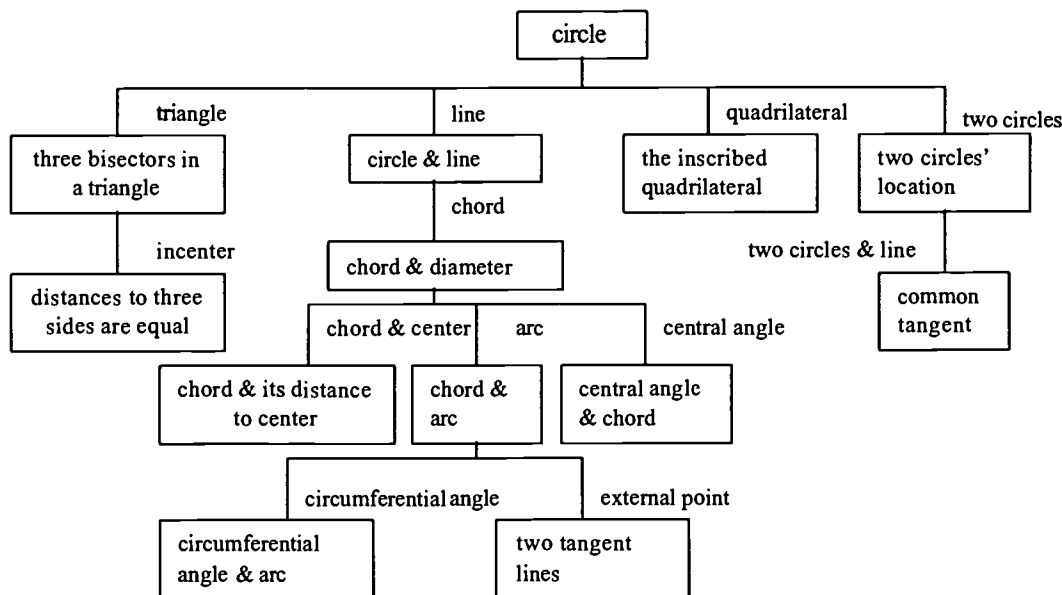 circle
triangle
line
quadrilateral
two circles
three bisectors in
a triangle
circle & line
the inscribed
quadrilateral
two circles'
location
incenter
chord
two circles & line
distances to three
sides are equal
chord & diameter
common
tangent
chord & center
arc
central angle
chord & its distance
to center
chord &
arc
central angle
& chord
circumferential angle
external point
circumferential
angle & arc
two tangent
lines